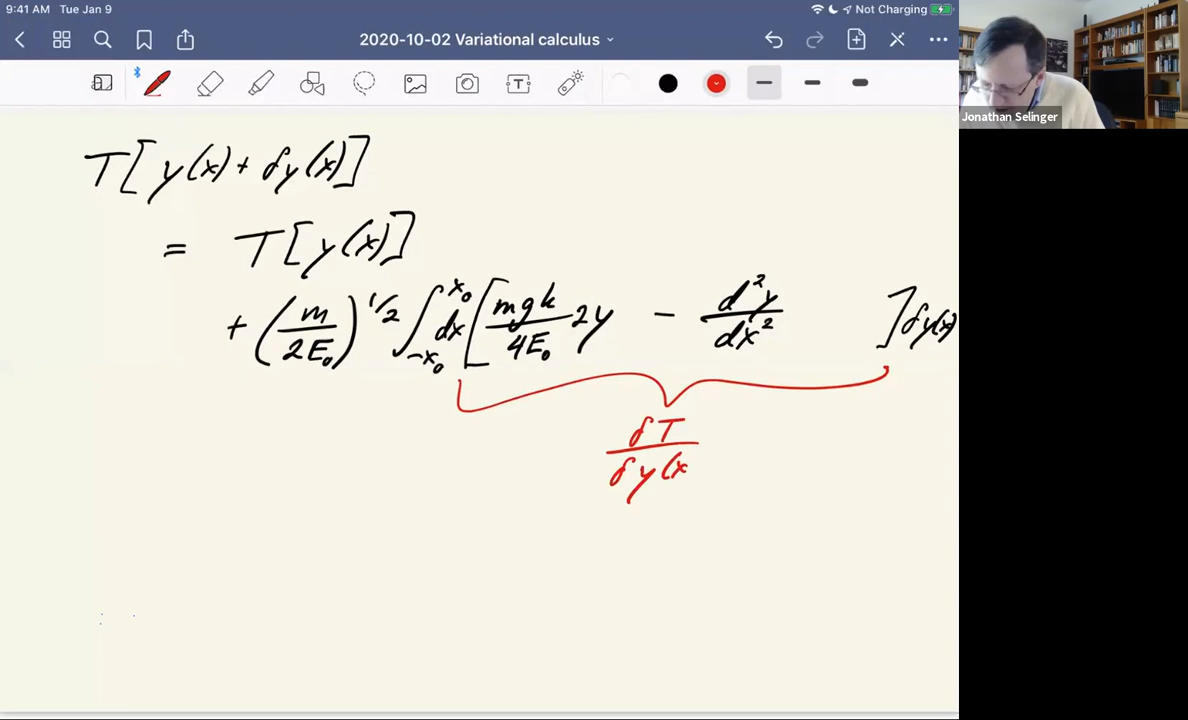 9:41 AM Tue Jan 9
Not Charging
2020-10-02 Variational calculus
Jonathan Selinger
T[y(x) + δy(x)]
= T[y(x)]
+ (m/2E₀)^1/2 ∫_{-x₀}^{x₀} dx [mgk/4E₀ 2y − d²y/dx² ] δy(x)
δT/δy(x